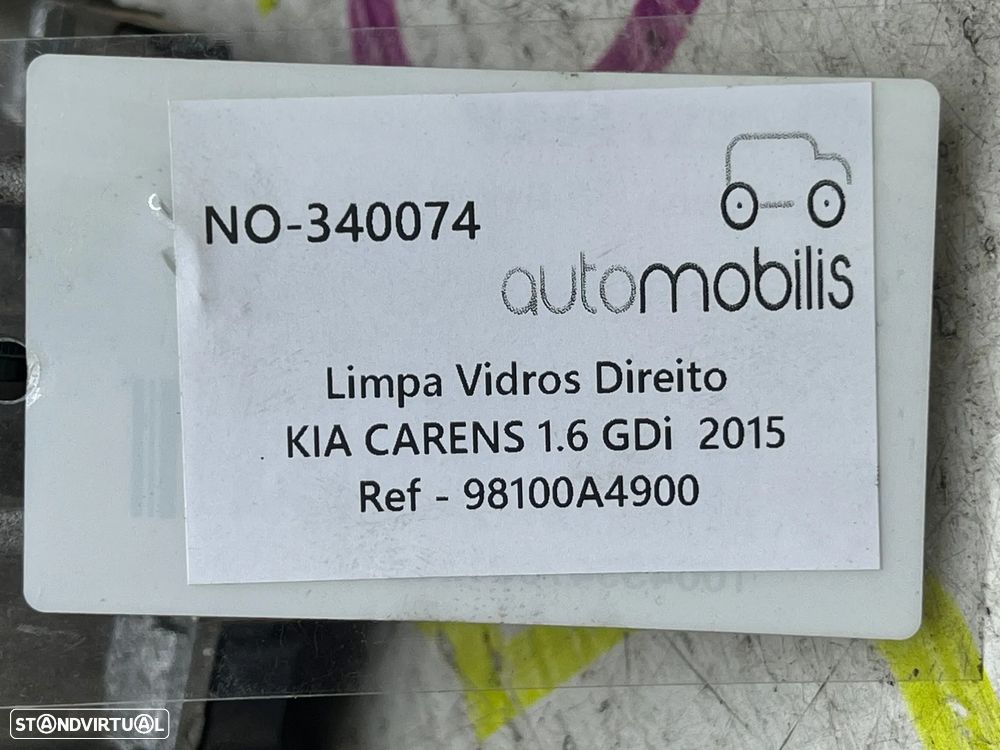 NO-340074
automobilis
Limpa Vidros Direito
KIA CARENS 1.6 GDi 2015
Ref - 98100A4900
STANDVIRTUAL